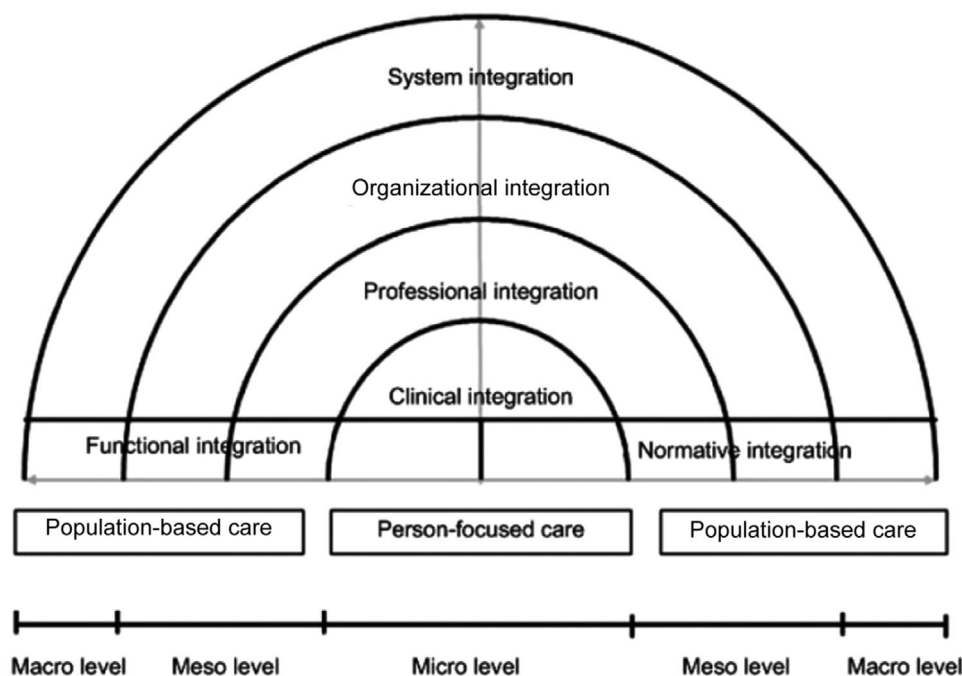 System integration
Organizational integration
Professional integration
Clinical integration
Functional integration
Normative integration
Population-based care
Person-focused care
Population-based care
Macro level
Meso level
Micro level
Meso level
Macro level